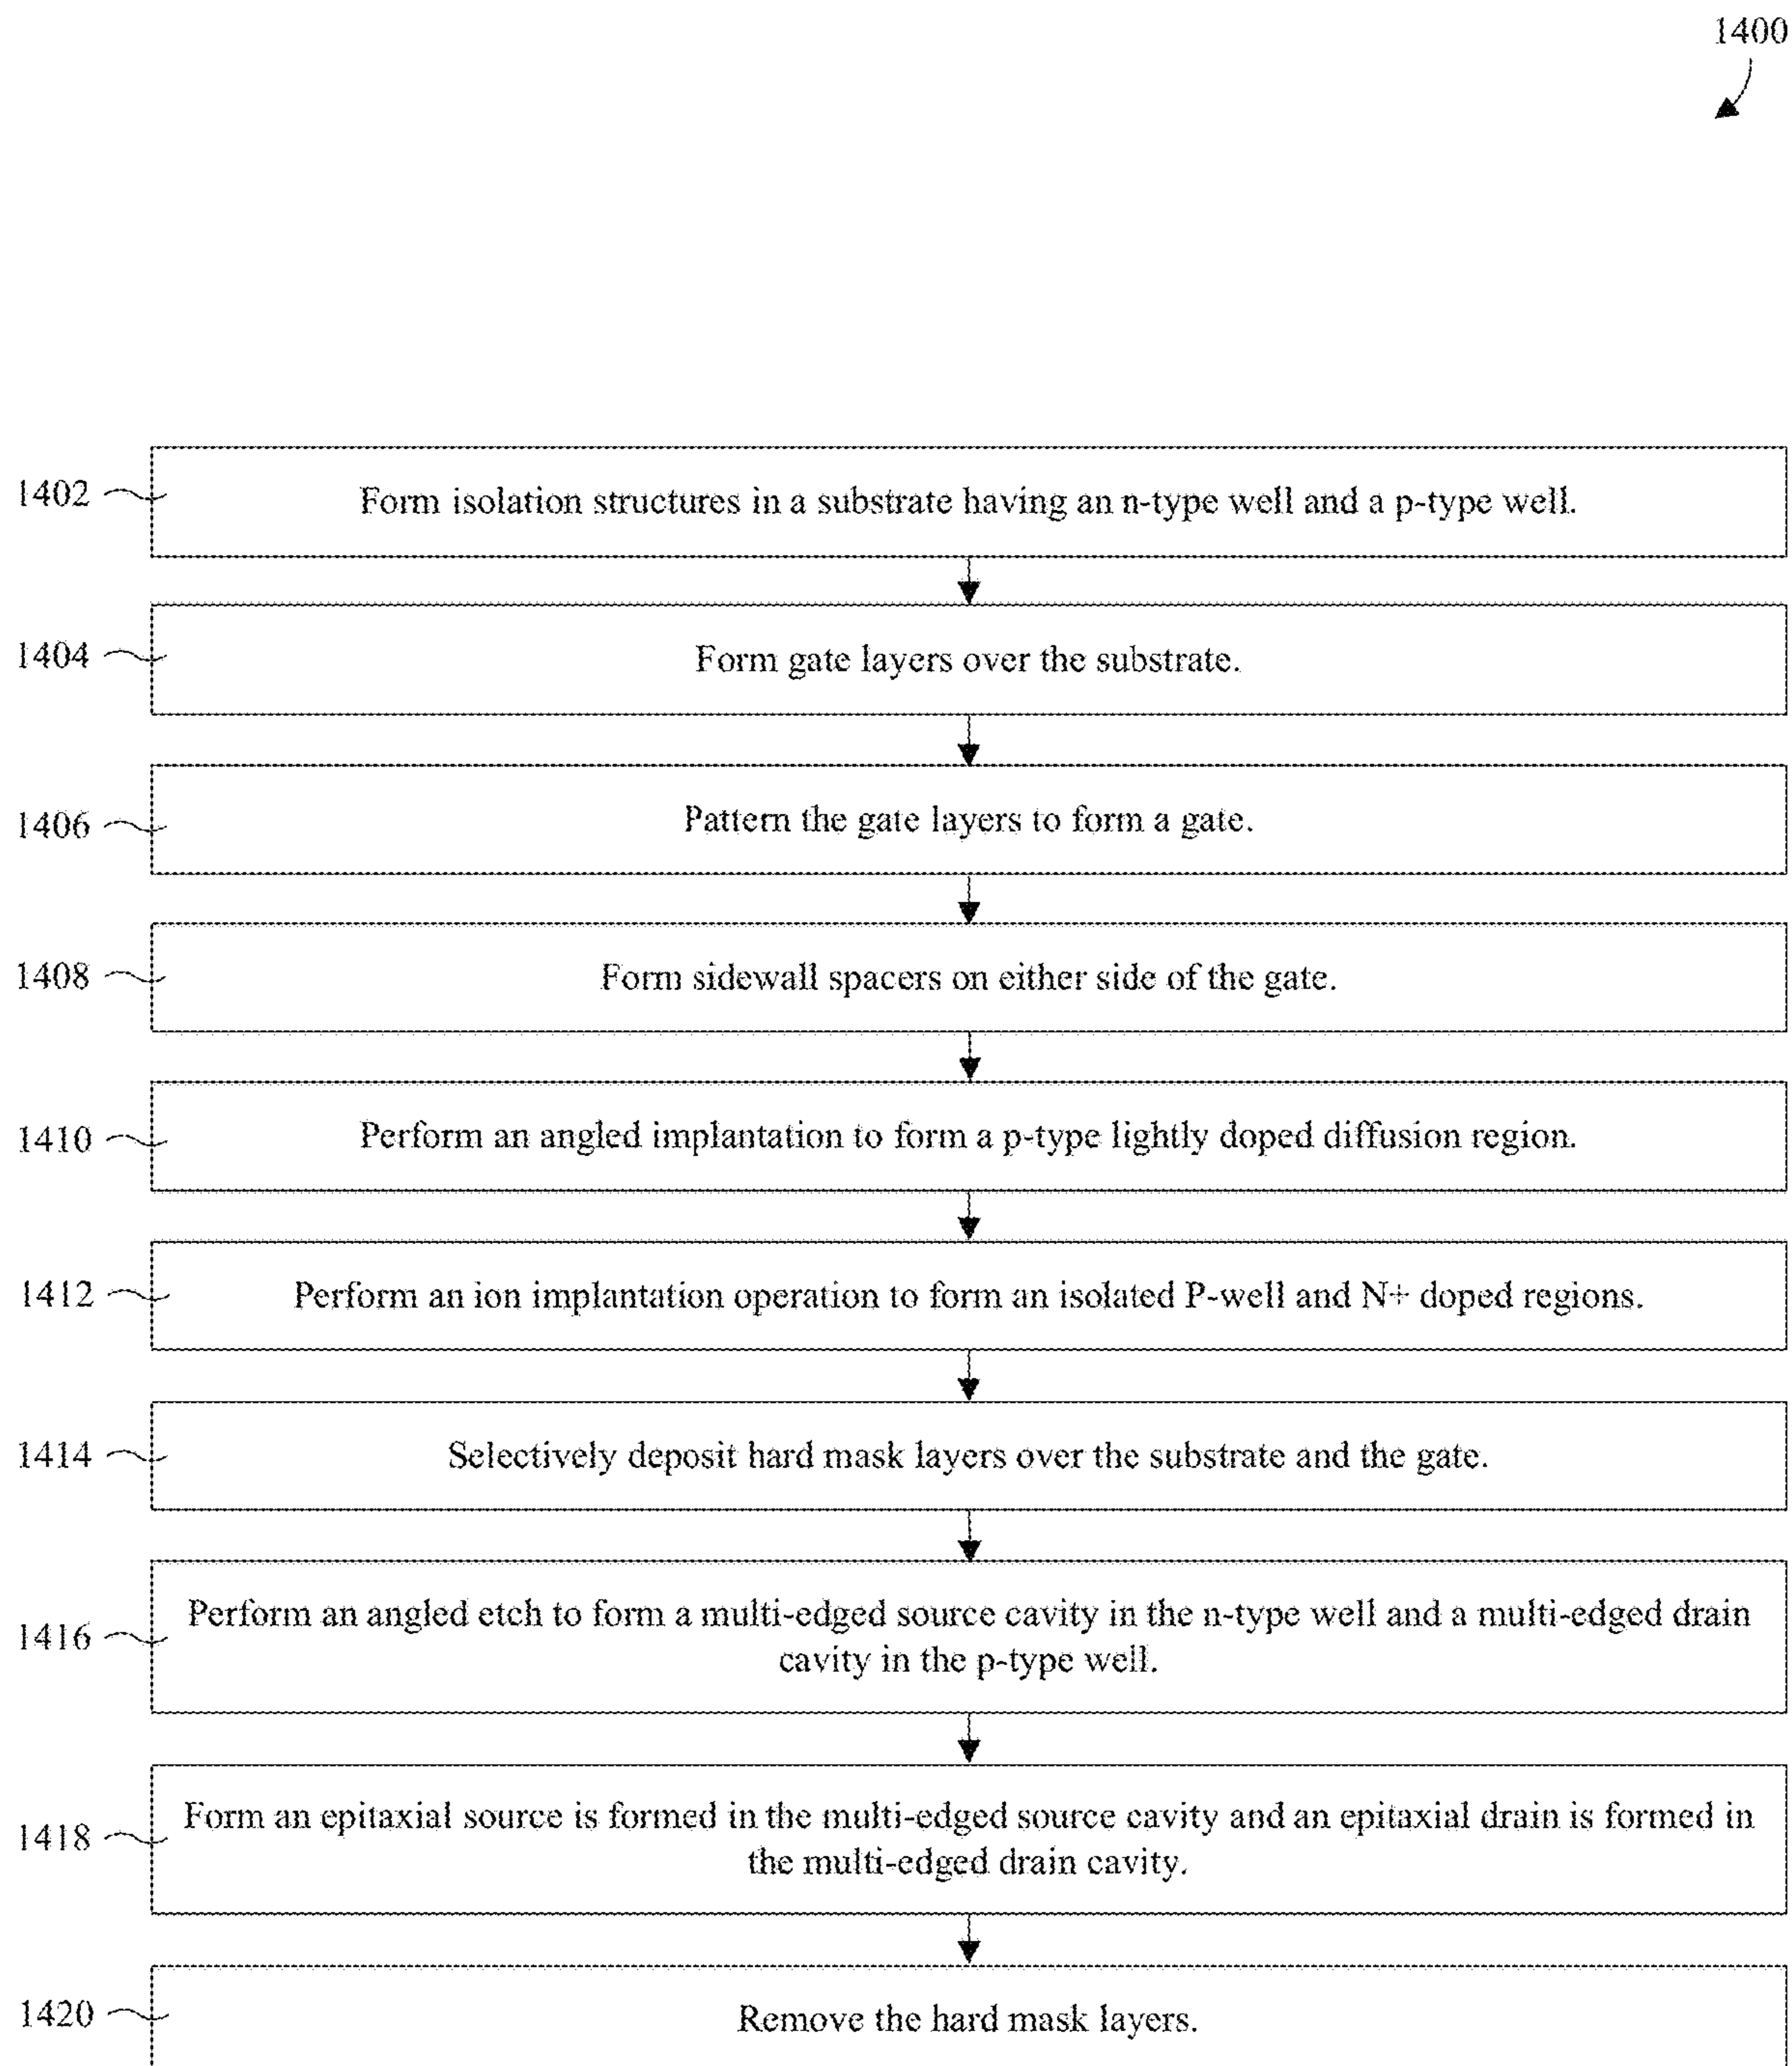 1400
1402 Form isolation structures in a substrate having an n-type well and a p-type well.
1404 Form gate layers over the substrate.
1406 Pattern the gate layers to form a gate.
1408 Form sidewall spacers on either side of the gate.
1410 Perform an angled implantation to form a p-type lightly doped diffusion region.
1412 Perform an ion implantation operation to form an isolated P-well and N+ doped regions.
1414 Selectively deposit hard mask layers over the substrate and the gate.
1416 Perform an angled etch to form a multi-edged source cavity in the n-type well and a multi-edged drain
cavity in the p-type well.
1418 Form an epitaxial source is formed in the multi-edged source cavity and an epitaxial drain is formed in
the multi-edged drain cavity.
1420 Remove the hard mask layers.